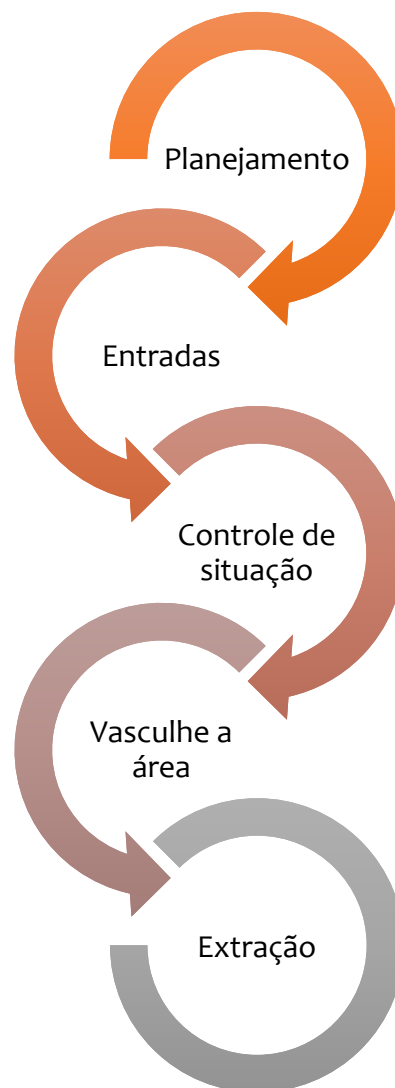 Planejamento
Entradas
Controle de
situação
Vasculhe a
área
Extração